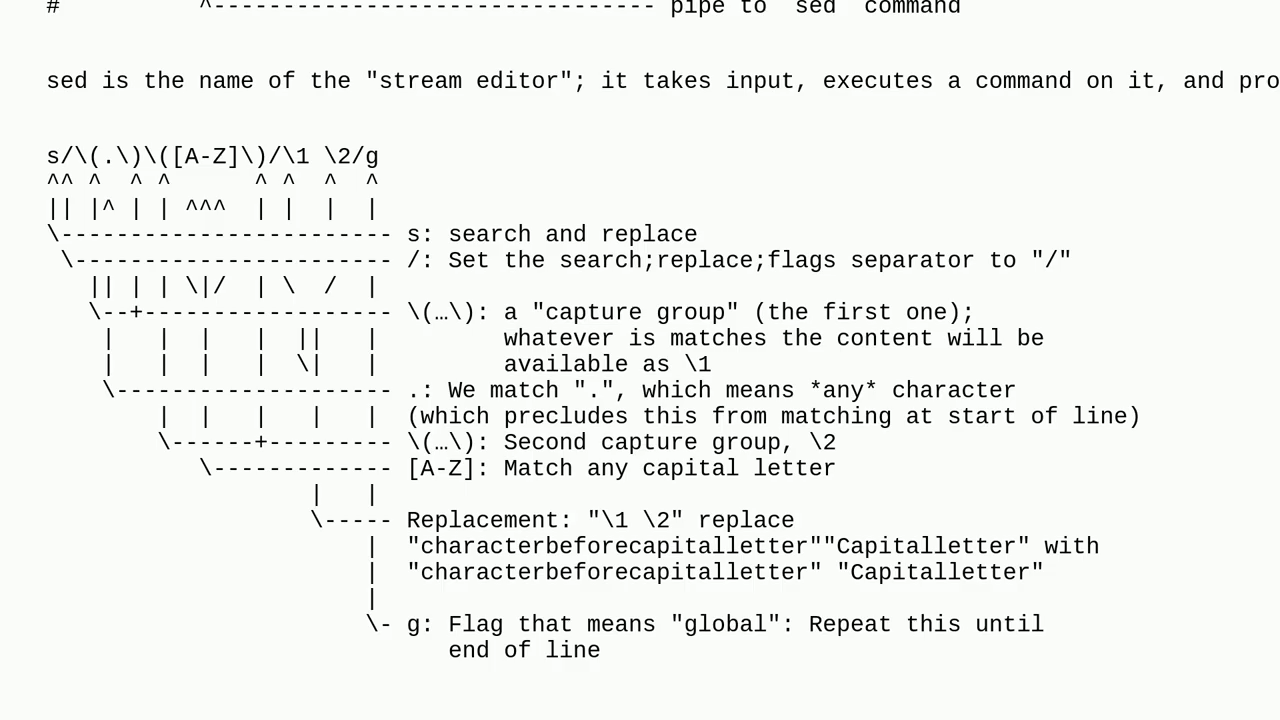 #          ^-------------------------------- pipe to `sed` command
sed is the name of the "stream editor"; it takes input, executes a command on it, and pro
s/\(.\)\([A-Z]\)/\1 \2/g
^^ ^  ^ ^      ^ ^  ^  ^
|| |^ | | ^^^  | |  |  |
\------------------------ s: search and replace
 \----------------------- /: Set the search;replace;flags separator to "/"
   || | | \|/  | \  /  |
   \--+------------------ \(…\): a "capture group" (the first one);
    |   |  |   |  ||   |         whatever is matches the content will be
    |   |  |   |  \|   |         available as \1
    \-------------------- .: We match ".", which means *any* character
        |  |   |   |   |  (which precludes this from matching at start of line)
        \------+--------- \(…\): Second capture group, \2
           \------------- [A-Z]: Match any capital letter
                   |   |
                   \----- Replacement: "\1 \2" replace
                       |  "characterbeforecapitalletter""Capitalletter" with
                       |  "characterbeforecapitalletter" "Capitalletter"
                       |
                       \- g: Flag that means "global": Repeat this until
                             end of line